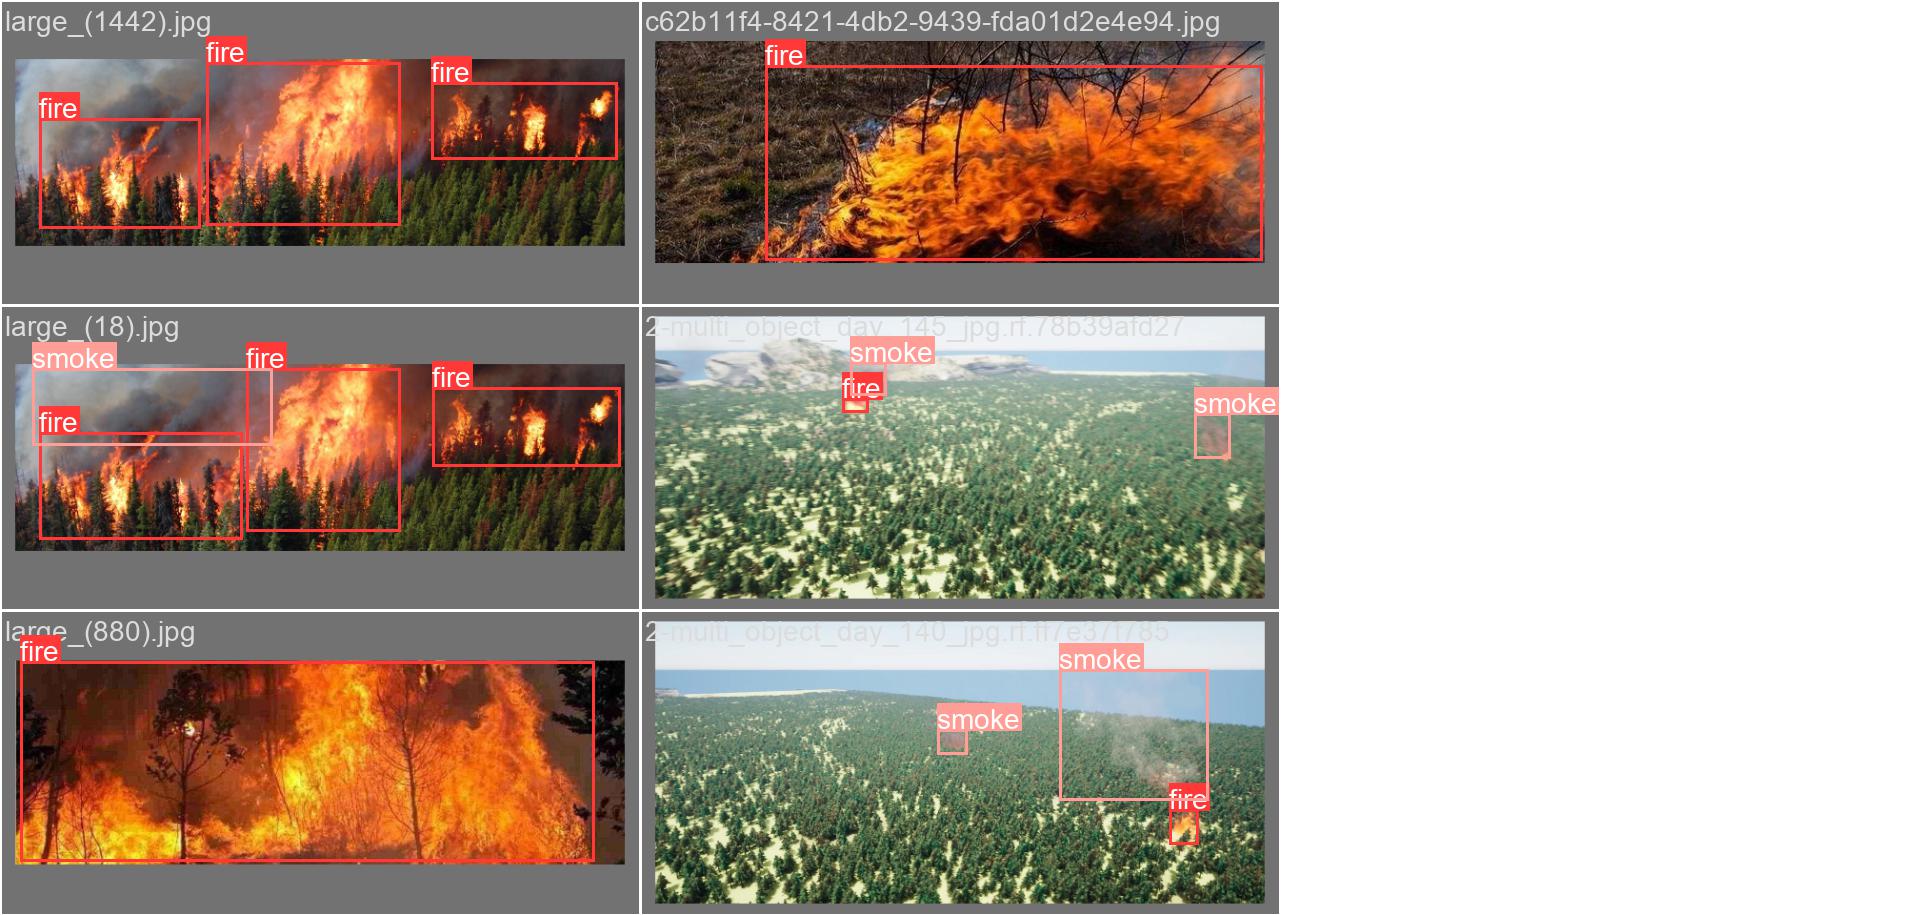 large_(1442).jpg
fire
fire
fire
c62b11f4-8421-4db2-9439-fda01d2e4e94.jpg
fire
large_(18).jpg
smoke
fire
fire
fire
2-multi_object_day_145_jpg.rf.78b39afd27
smoke
fire
smoke
large_(880).jpg
fire
2-multi_object_day_140_jpg.rf.ff7e37f785
smoke
smoke
fire